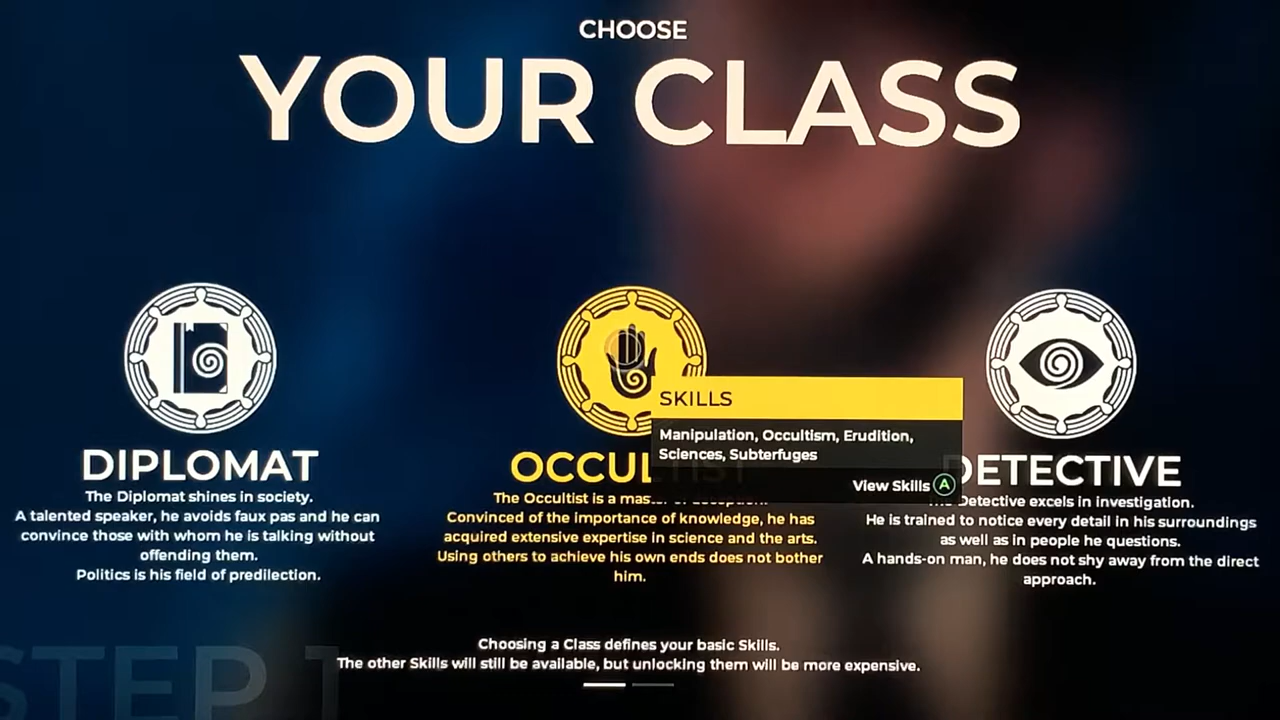 CHOOSE
YOUR CLASS
DIPLOMAT
The Diplomat shines in society.
A talented speaker, he avoids faux pas and he can
convince those with whom he is talking without
offending them.
Politics is his field of predilection.
OCCULTIST
The Occultist is a master of deception.
Convinced of the importance of knowledge, he has
acquired extensive expertise in science and the arts.
Using others to achieve his own ends does not bother
him.
SKILLS
Manipulation, Occultism, Erudition,
Sciences, Subterfuges
View Skills A
DETECTIVE
The Detective excels in investigation.
He is trained to notice every detail in his surroundings
as well as in people he questions.
A hands-on man, he does not shy away from the direct
approach.
Choosing a Class defines your basic Skills.
The other Skills will still be available, but unlocking them will be more expensive.
STEP 1